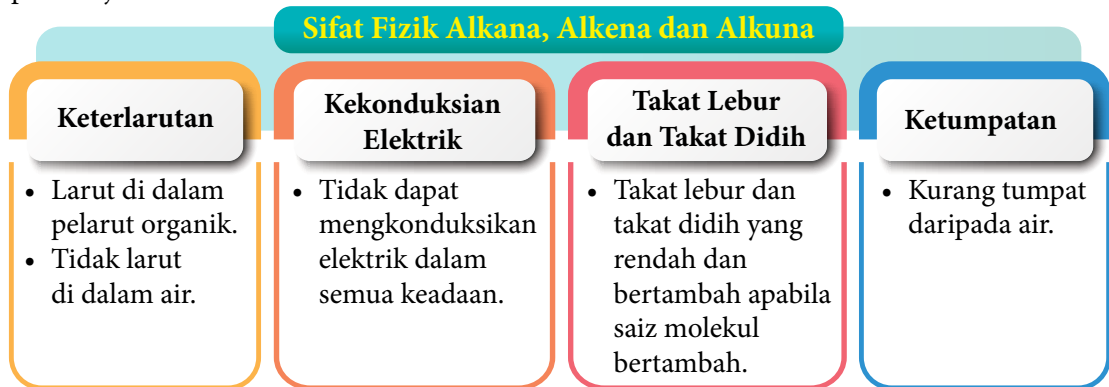 Sifat Fizik Alkana, Alkena dan Alkuna
Keterlarutan
• Larut di dalam
pelarut organik.
• Tidak larut
di dalam air.
Kekonduksian
Elektrik
• Tidak dapat
mengkonduksikan
elektrik dalam
semua keadaan.
Takat Lebur
dan Takat Didih
• Takat lebur dan
takat didih yang
rendah dan
bertambah apabila
saiz molekul
bertambah.
Ketumpatan
• Kurang tumpat
daripada air.